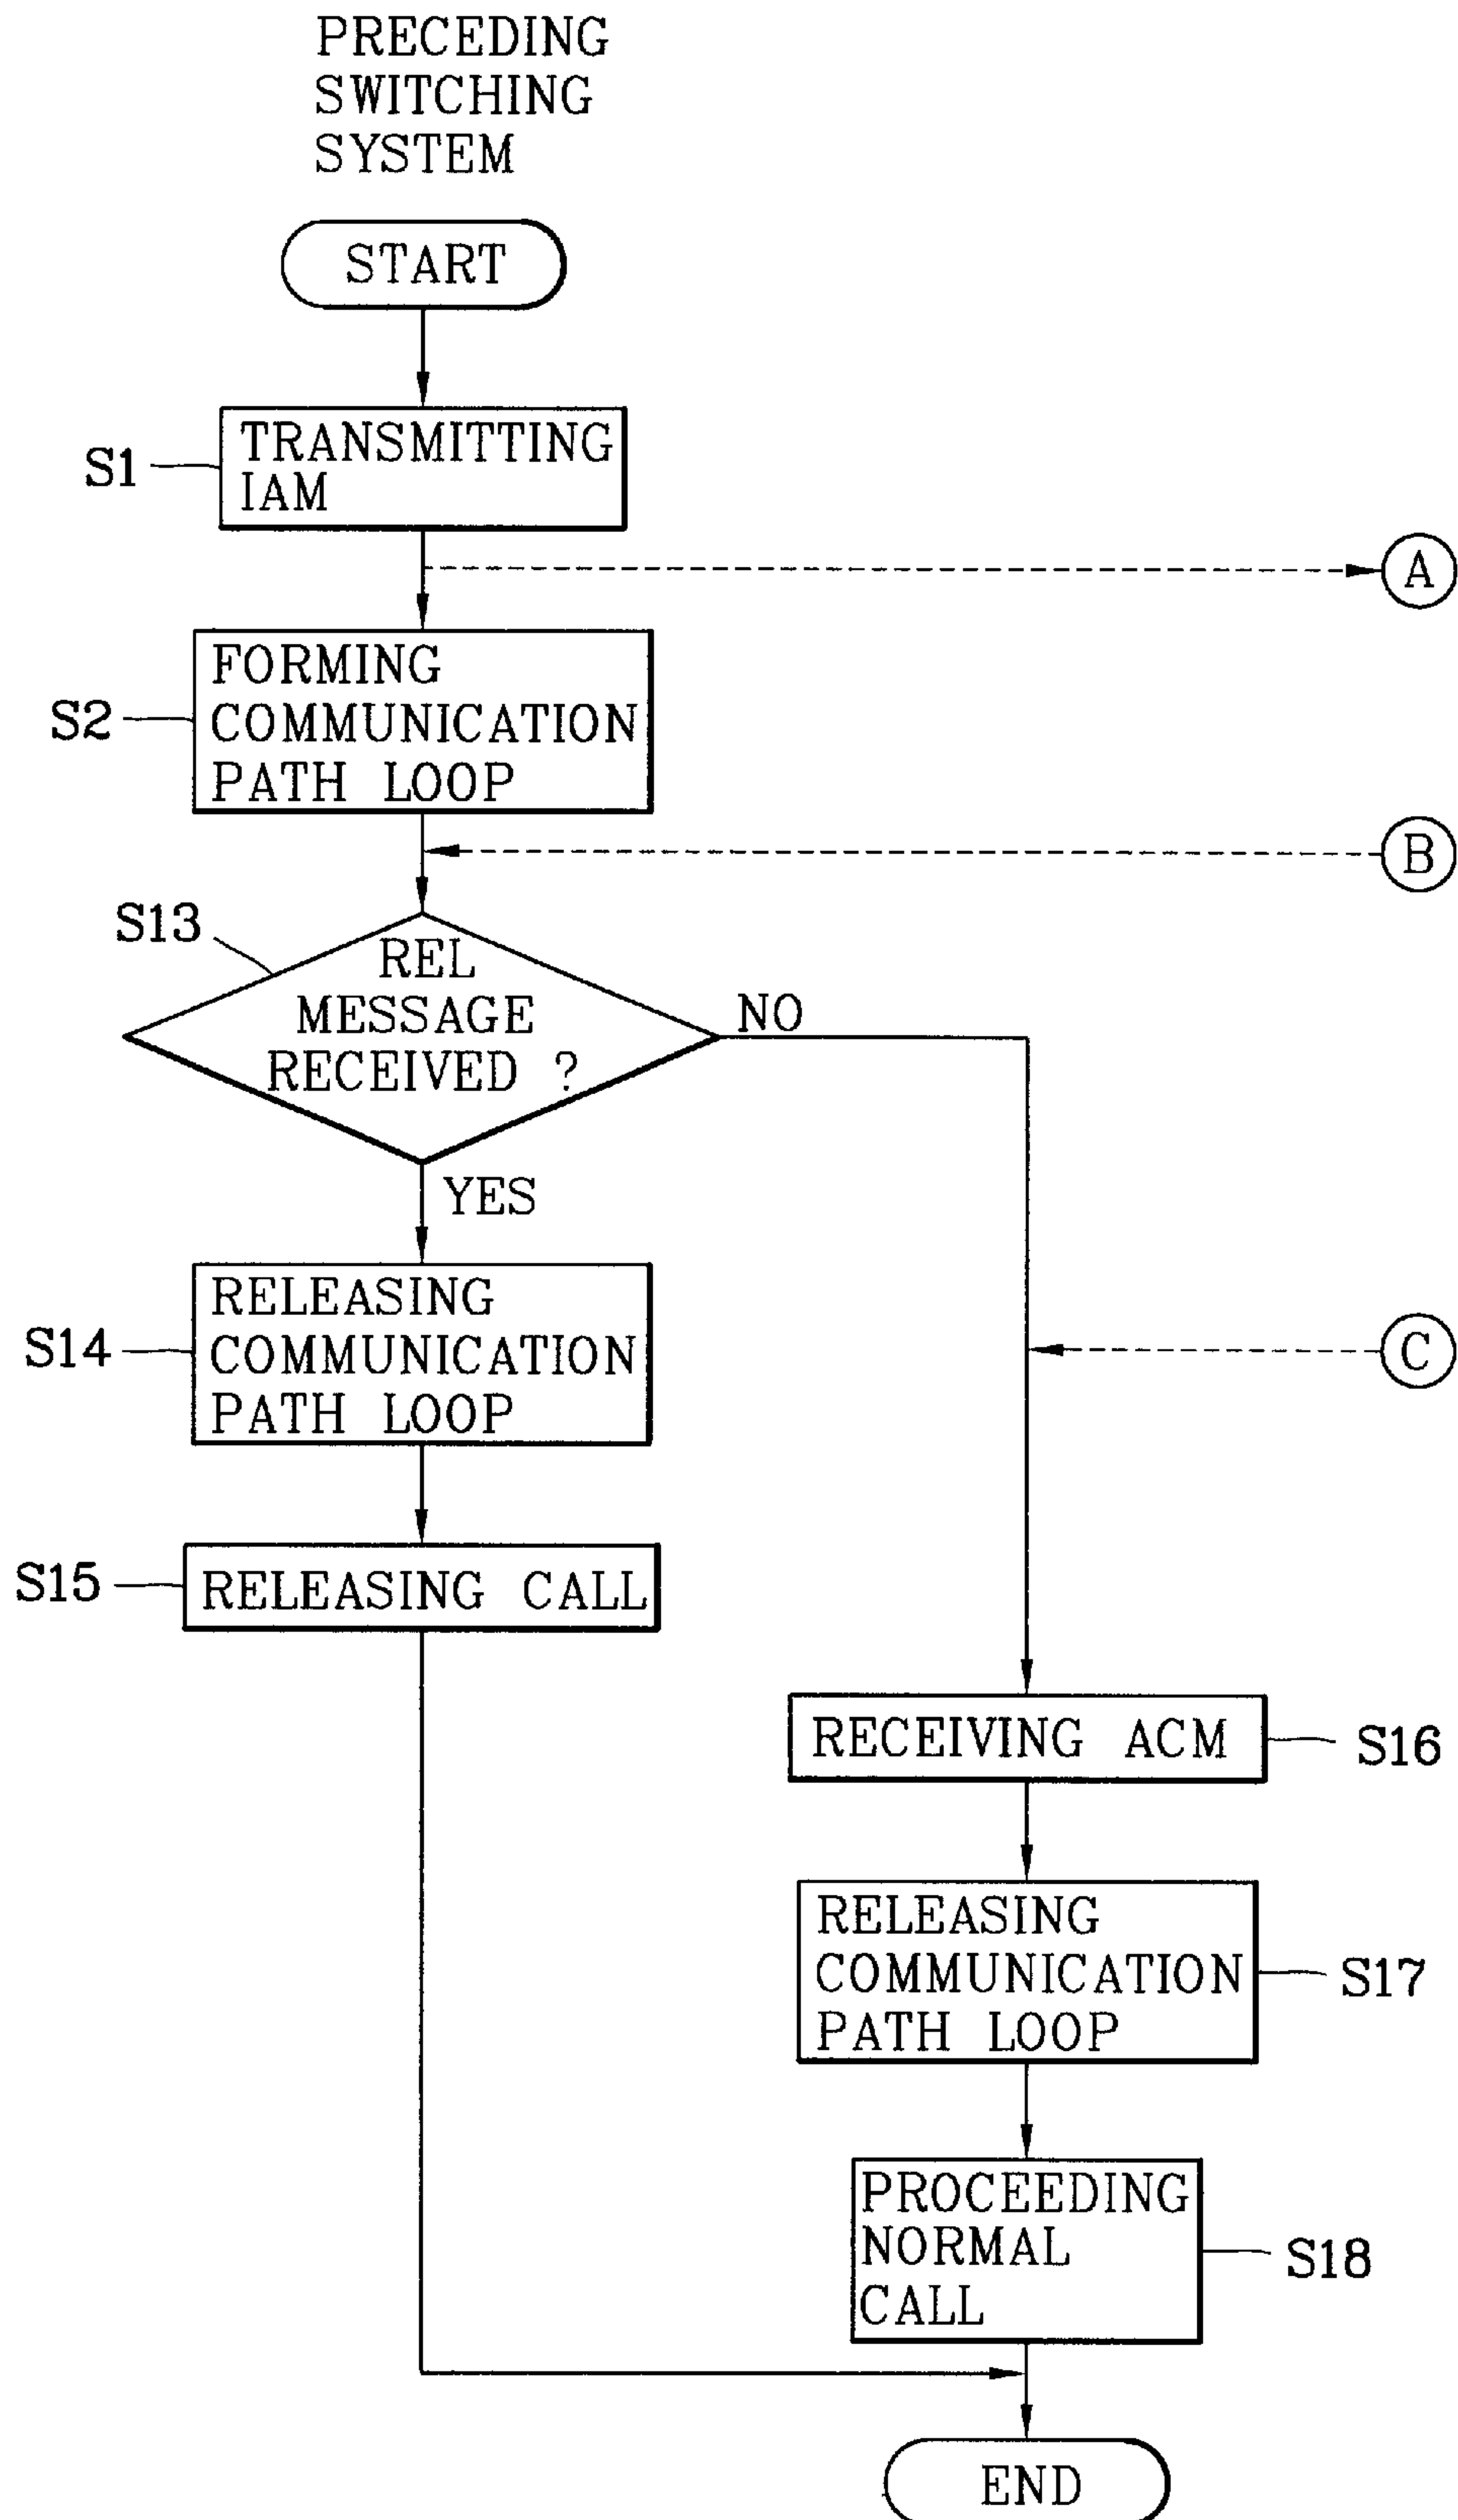 PRECEDING
SWITCHING
SYSTEM
START
S1
TRANSMITTING
IAM
A
S2
FORMING
COMMUNICATION
PATH LOOP
B
S13
REL
MESSAGE
RECEIVED ?
NO
YES
S14
RELEASING
COMMUNICATION
PATH LOOP
C
S15
RELEASING CALL
RECEIVING ACM
S16
RELEASING
COMMUNICATION
PATH LOOP
S17
PROCEEDING
NORMAL
CALL
S18
END